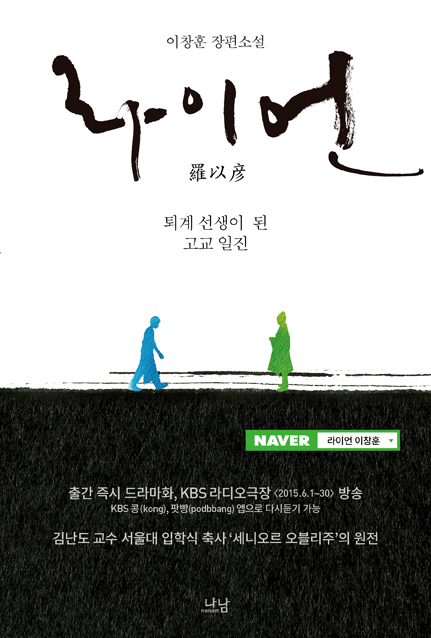 이창훈 장편소설
라이언
羅以彦
퇴계 선생이 된
고교 일진
NAVER 라이언 이창훈
출간 즉시 드라마화, KBS 라디오극장 〈2015.6.1~30〉 방송
KBS 콩(kong), 팟빵(podbbang) 앱으로 다시듣기 가능
김난도 교수 서울대 입학식 축사 ‘세니오르 오블리주’의 원전
나남
nanam